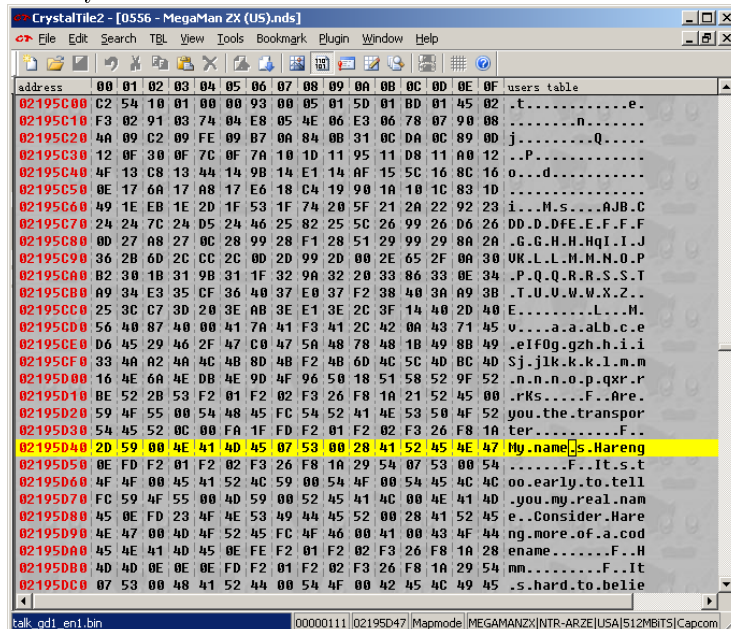 CrystalTile2 - [0556 - MegaMan ZX (US).nds]
File Edit Search TBL View Tools Bookmark Plugin Window Help
address 00 01 02 03 04 05 06 07 08 09 0A 0B 0C 0D 0E 0F users table
02195C00 C2 54 10 01 00 00 93 00 05 01 5D 01 BD 01 45 02 .t............e.
02195C10 F3 02 91 03 74 04 E8 05 4E 06 E3 06 78 07 90 08 ........n.......
02195C20 4A 09 C2 09 FE 09 B7 0A 84 0B 31 0C DA 0C 89 0D j.........Q.....
02195C30 12 0F 30 0F 7C 0F 7A 10 1D 11 95 11 D8 11 A0 12 ..P.............
02195C40 4F 13 C8 13 44 14 9B 14 E1 14 AF 15 5C 16 8C 16 o...d...........
02195C50 0E 17 6A 17 A8 17 E6 18 C4 19 90 1A 10 1C 83 1D ................
02195C60 49 1E EB 1E 2D 1F 53 1F 74 20 5F 21 2A 22 92 23 i...M.s....AJB.C
02195C70 24 24 7C 24 D5 24 46 25 82 25 5C 26 99 26 D6 26 DD.D.DfE.E.F.F.F
02195C80 0D 27 A8 27 0C 28 99 28 F1 28 51 29 99 29 8A 2A .G.G.H.H.HqI.I.J
02195C90 36 2B 6D 2C CC 2C 0D 2D 99 2D 00 2E 65 2F 0A 30 VK.L.L.M.M.N.O.P
02195CA0 B2 30 1B 31 9B 31 1F 32 9A 32 20 33 86 33 0E 34 .P.Q.Q.R.R.S.S.T
02195CB0 A9 34 E3 35 CF 36 40 37 E0 37 F2 38 40 3A A9 3B .T.U.V.W.W.X.Z..
02195CC0 25 3C C7 3D 20 3E AB 3E E1 3E 2C 3F 14 40 2D 40 E.........L...M.
02195CD0 56 40 87 40 00 41 7A 41 F3 41 2C 42 0A 43 71 45 v.....a.a.aLb.c.e
02195CE0 D6 45 29 46 2F 47 C0 47 5A 48 78 48 1B 49 8B 49 .eIfOg.gzh.h.i.i
02195CF0 33 4A A2 4A 4C 4B 8D 4B F2 4B 6D 4C 5C 4D BC 4D Sj.jlk.k.k.l.m.m
02195D00 16 4E 6A 4E DB 4E 9D 4F 96 50 18 51 58 52 9F 52 .n.n.n.o.p.qxr.r
02195D10 BE 52 2B 53 F2 01 F2 02 F3 26 F8 1A 21 52 45 00 .rKs.....F..Are.
02195D20 59 4F 55 00 54 48 45 FC 54 52 41 4E 53 50 4F 52 you.the.transpor
02195D30 54 45 52 0C 00 FA 1F FD F2 01 F2 02 F3 26 F8 1A ter..........F..
02195D40 2D 59 00 4E 41 4D 45 07 53 00 28 41 52 45 4E 47 My.name.s.Hareng
02195D50 0E FD F2 01 F2 02 F3 26 F8 1A 29 54 07 53 00 54 .......F..It.s.t
02195D60 4F 4F 00 45 41 52 4C 59 00 54 4F 00 54 45 4C 4C oo.early.to.tell
02195D70 FC 59 4F 55 00 4D 59 00 52 45 41 4C 00 4E 41 4D .you.my.real.nam
02195D80 45 0E FD 23 4F 4E 53 49 44 45 52 00 28 41 52 45 e..Consider.Hare
02195D90 4E 47 00 4D 4F 52 45 FC 4F 46 00 41 00 43 4F 44 ng.more.of.a.cod
02195DA0 45 4E 41 4D 45 0E FE F2 01 F2 02 F3 26 F8 1A 28 ename.......F..H
02195DB0 4D 4D 0E 0E 0E FD F2 01 F2 02 F3 26 F8 1A 29 54 mm.........F..It
02195DC0 07 53 00 48 41 52 44 00 54 4F 00 42 45 4C 49 45 .s.hard.to.belie
talk_gd1_en1.bin 00000111 02195D47 Mapmode MEGAMANZX|NTR-ARZE|USA|512MBiTS|Capcom